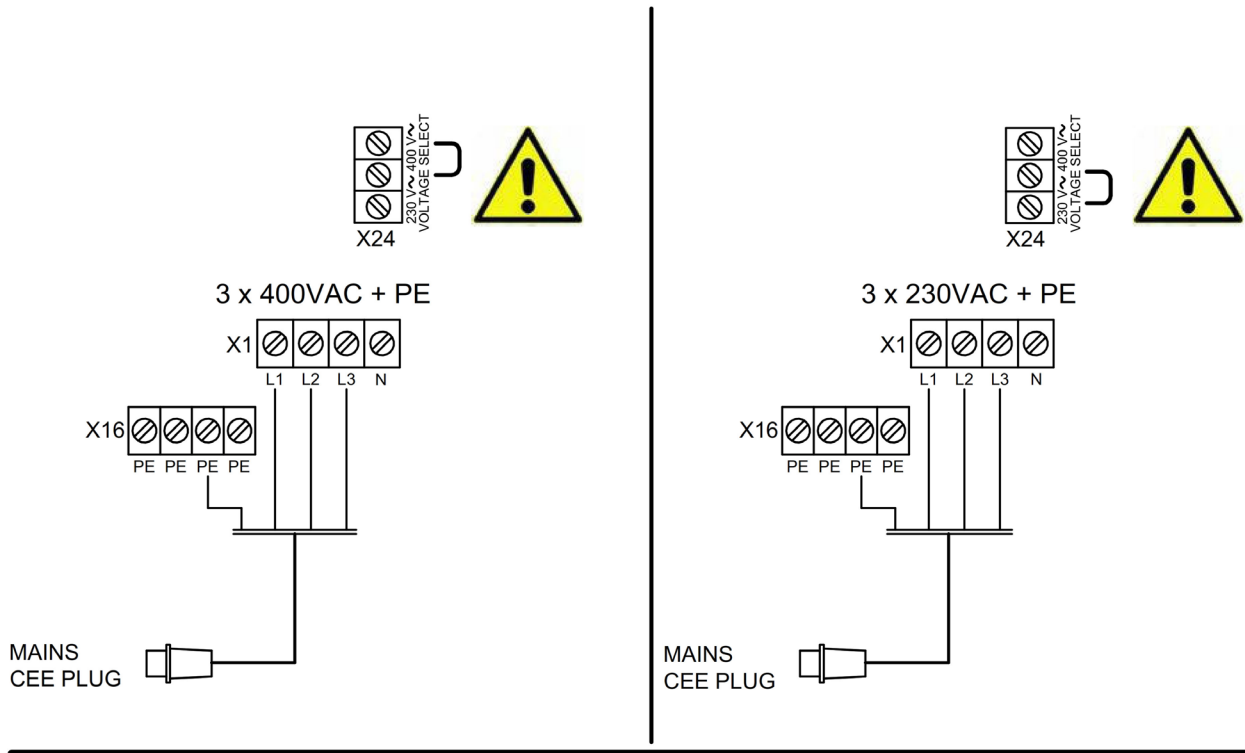 230 V~ 400 V~
VOLTAGE SELECT
X24
3 x 400VAC + PE
X1
L1 L2 L3 N
X16
PE PE PE PE
MAINS
CEE PLUG
230 V~ 400 V~
VOLTAGE SELECT
X24
3 x 230VAC + PE
X1
L1 L2 L3 N
X16
PE PE PE PE
MAINS
CEE PLUG